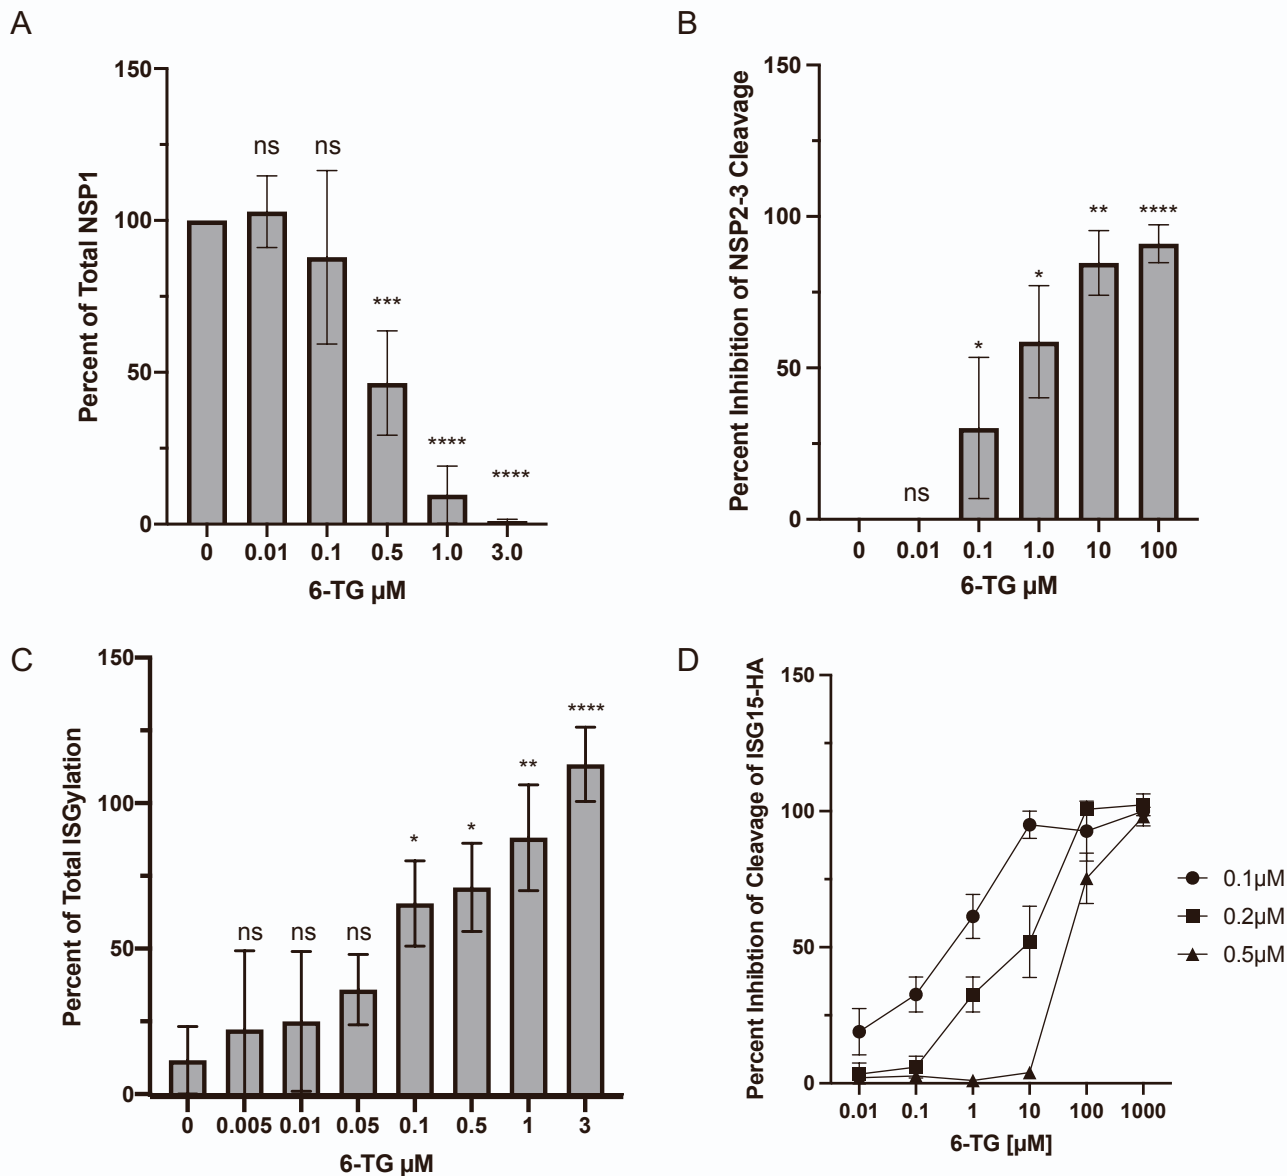 A
Percent of Total NSP1
150
100
50
0
ns
ns
***
****
****
0 0.01 0.1 0.5 1.0 3.0
6-TG µM
B
Percent Inhibition of NSP2-3 Cleavage
150
100
50
0
ns
*
*
**
****
0 0.01 0.1 1.0 10 100
6-TG µM
C
Percent of Total ISGylation
150
100
50
0
ns
ns
ns
*
*
**
****
0 0.005 0.01 0.05 0.1 0.5 1 3
6-TG µM
D
Percent Inhibtion of Cleavage of ISG15-HA
150
100
50
0
0.01 0.1 1 10 100 1000
6-TG [µM]
0.1µM
0.2µM
0.5µM